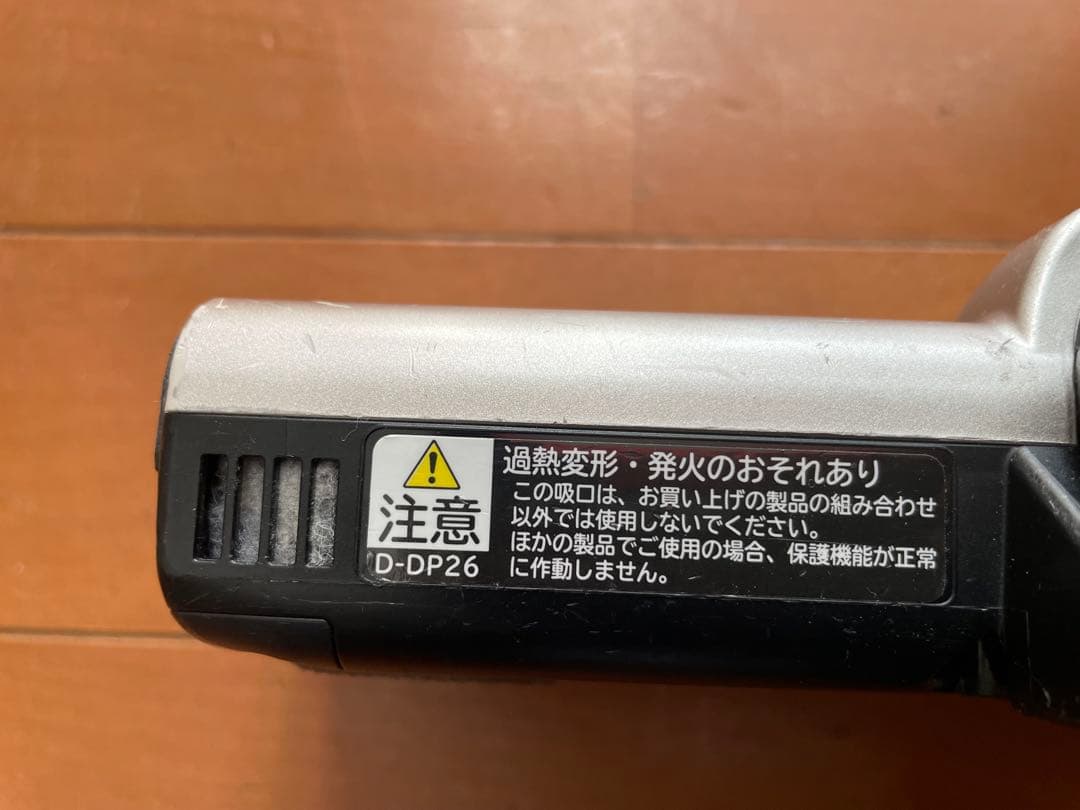 注意
D-DP26
過熱変形・発火のおそれあり
この吸口は、お買い上げの製品の組み合わせ
以外では使用しないでください。
ほかの製品でご使用の場合、保護機能が正常
に作動しません。